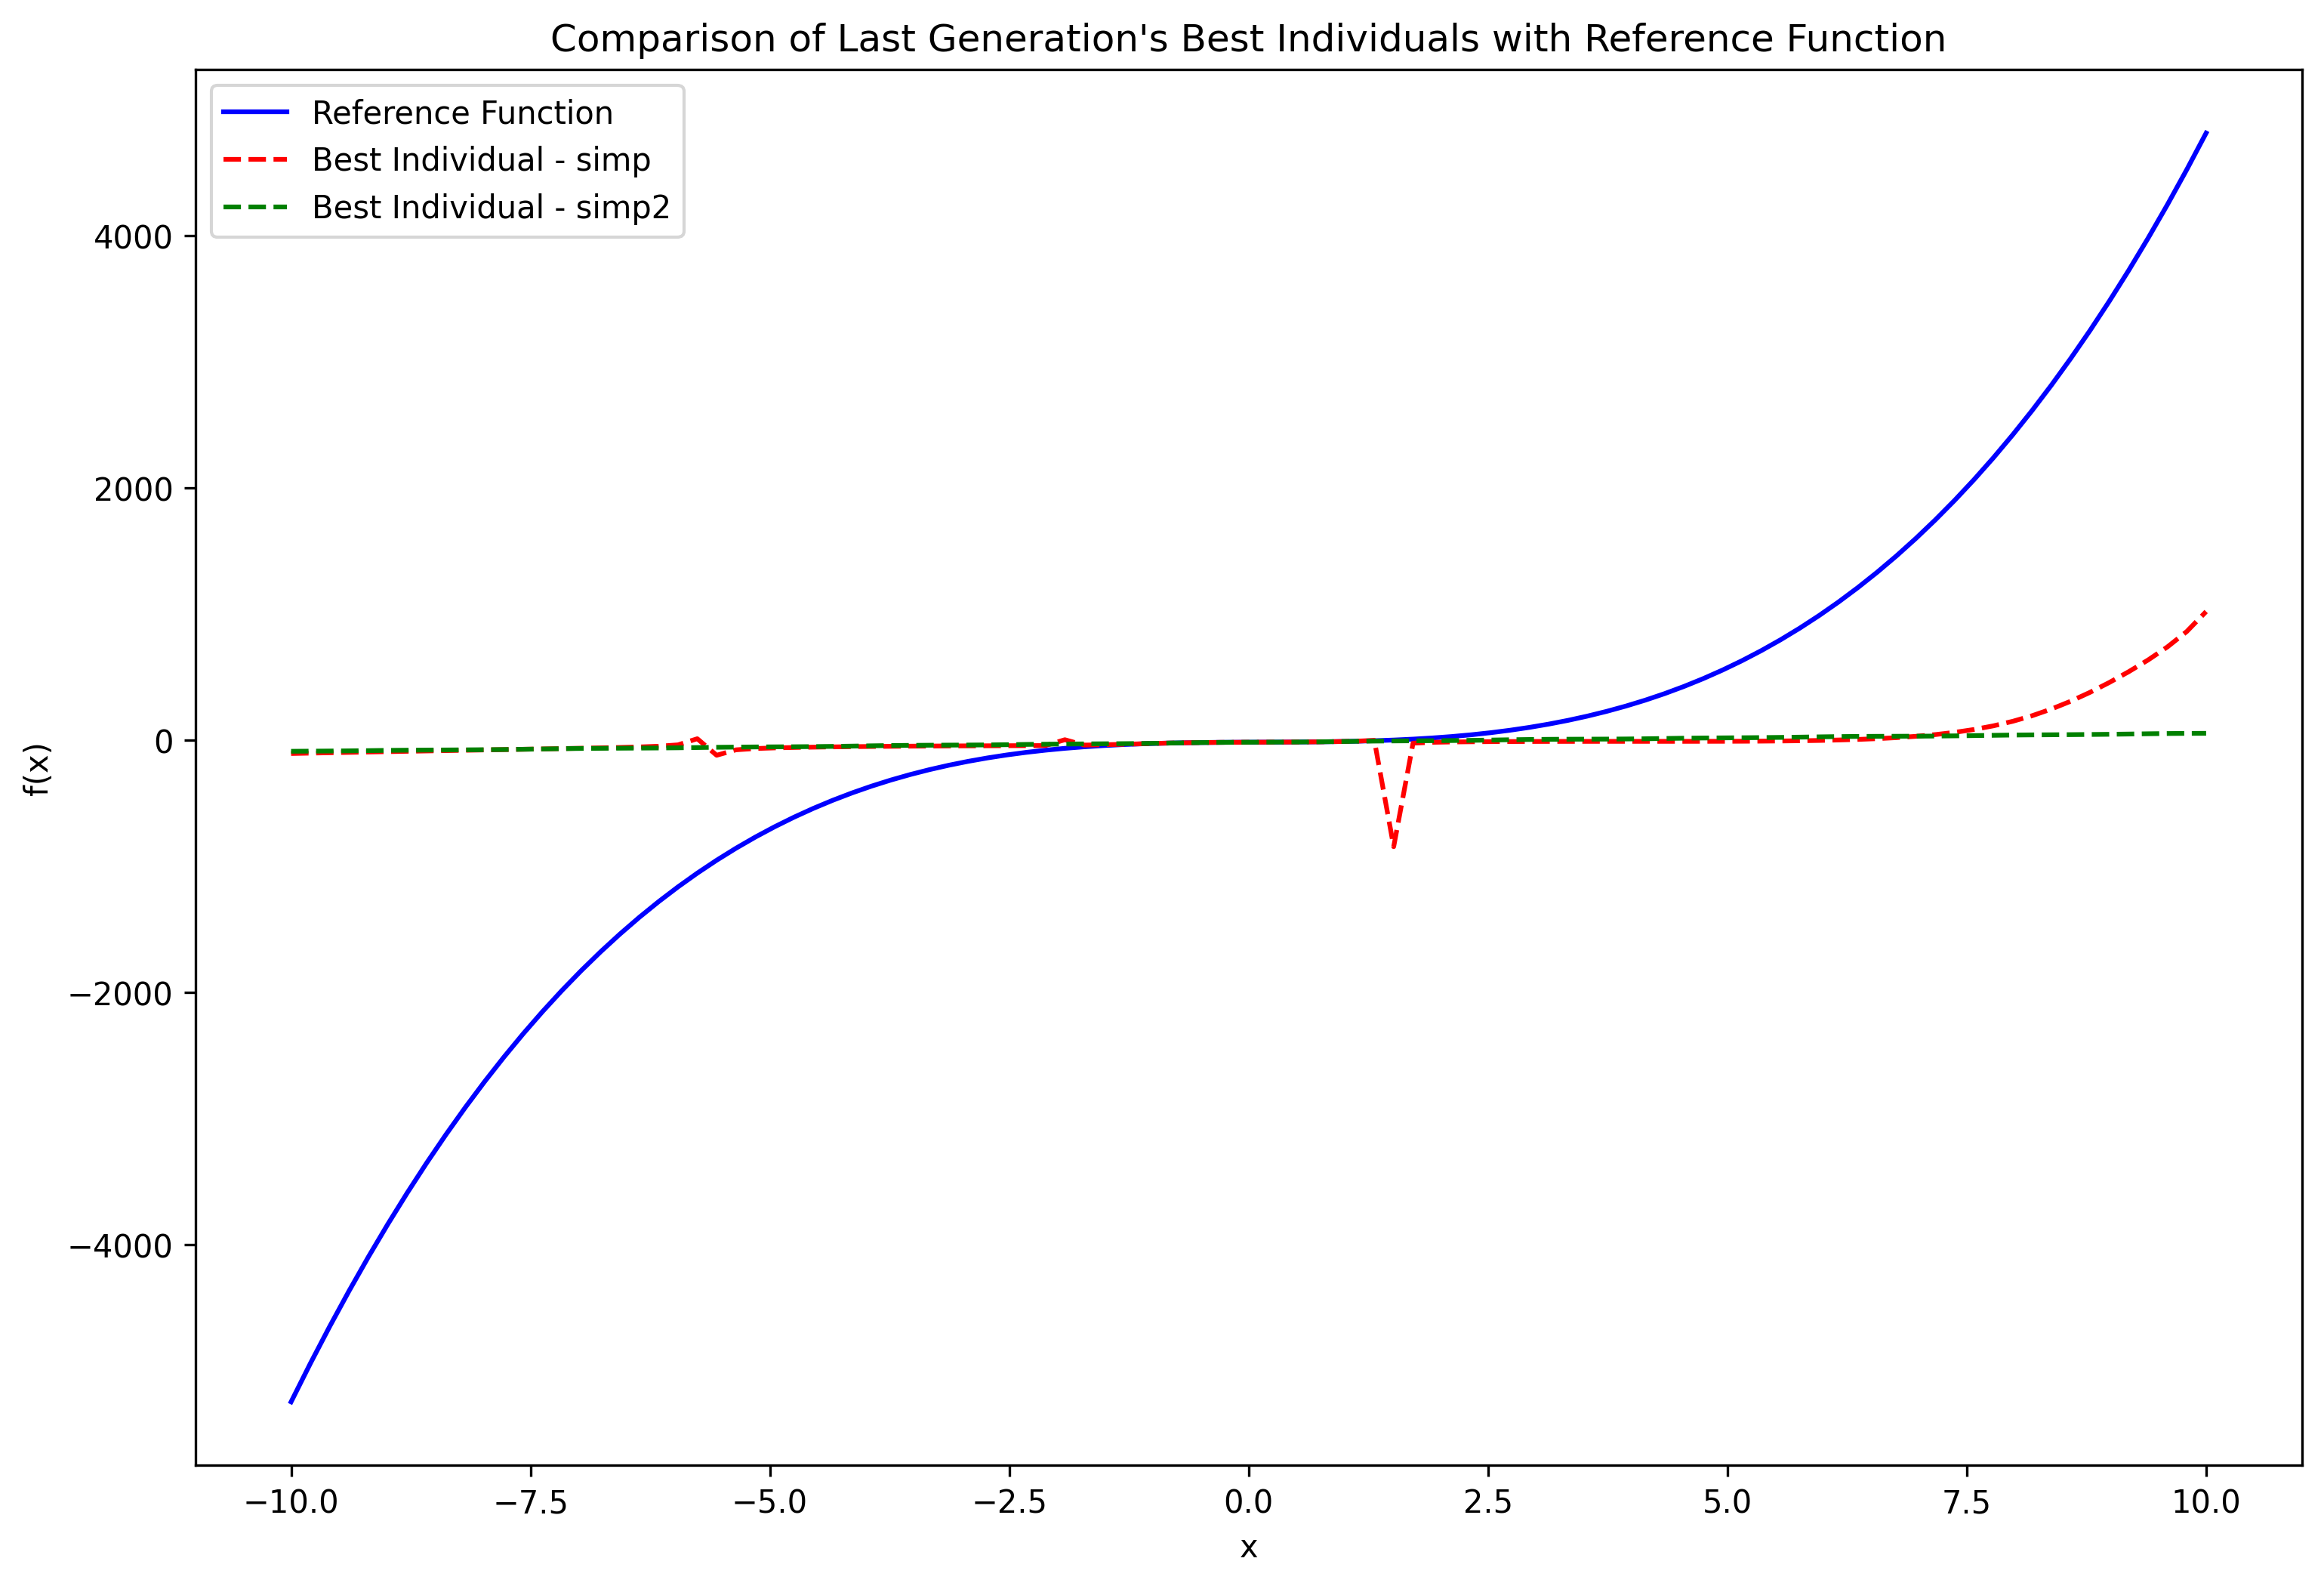 Comparison of Last Generation's Best Individuals with Reference Function
Reference Function
Best Individual - simp
Best Individual - simp2
4000
2000
0
−2000
−4000
f(x)
−10.0
−7.5
−5.0
−2.5
0.0
2.5
5.0
7.5
10.0
x